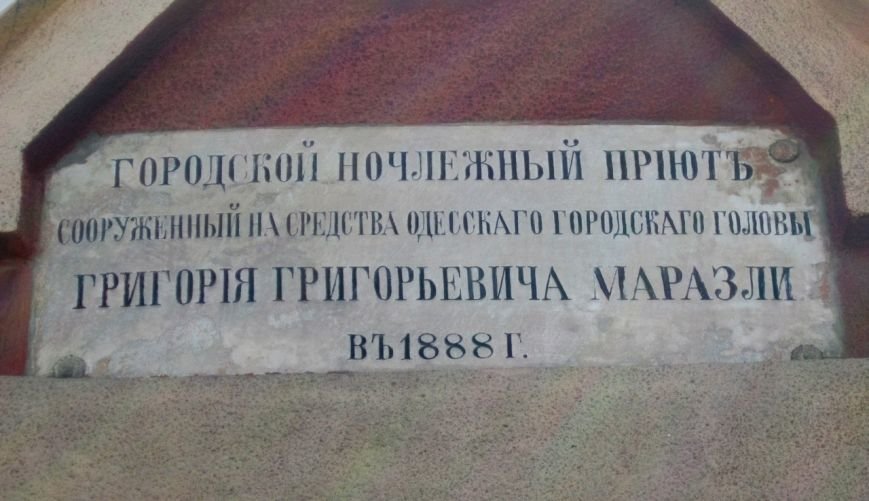 ГОРОДСКОЙ НОЧЛЕЖНЫЙ ПРІЮТЪ
СООРУЖЕННЫЙ НА СРЕДСТВА ОДЕССКАГО ГОРОДСКАГО ГОЛОВЫ
ГРИГОРІЯ ГРИГОРЬЕВИЧА МАРАЗЛИ
ВЪ 1888 Г.